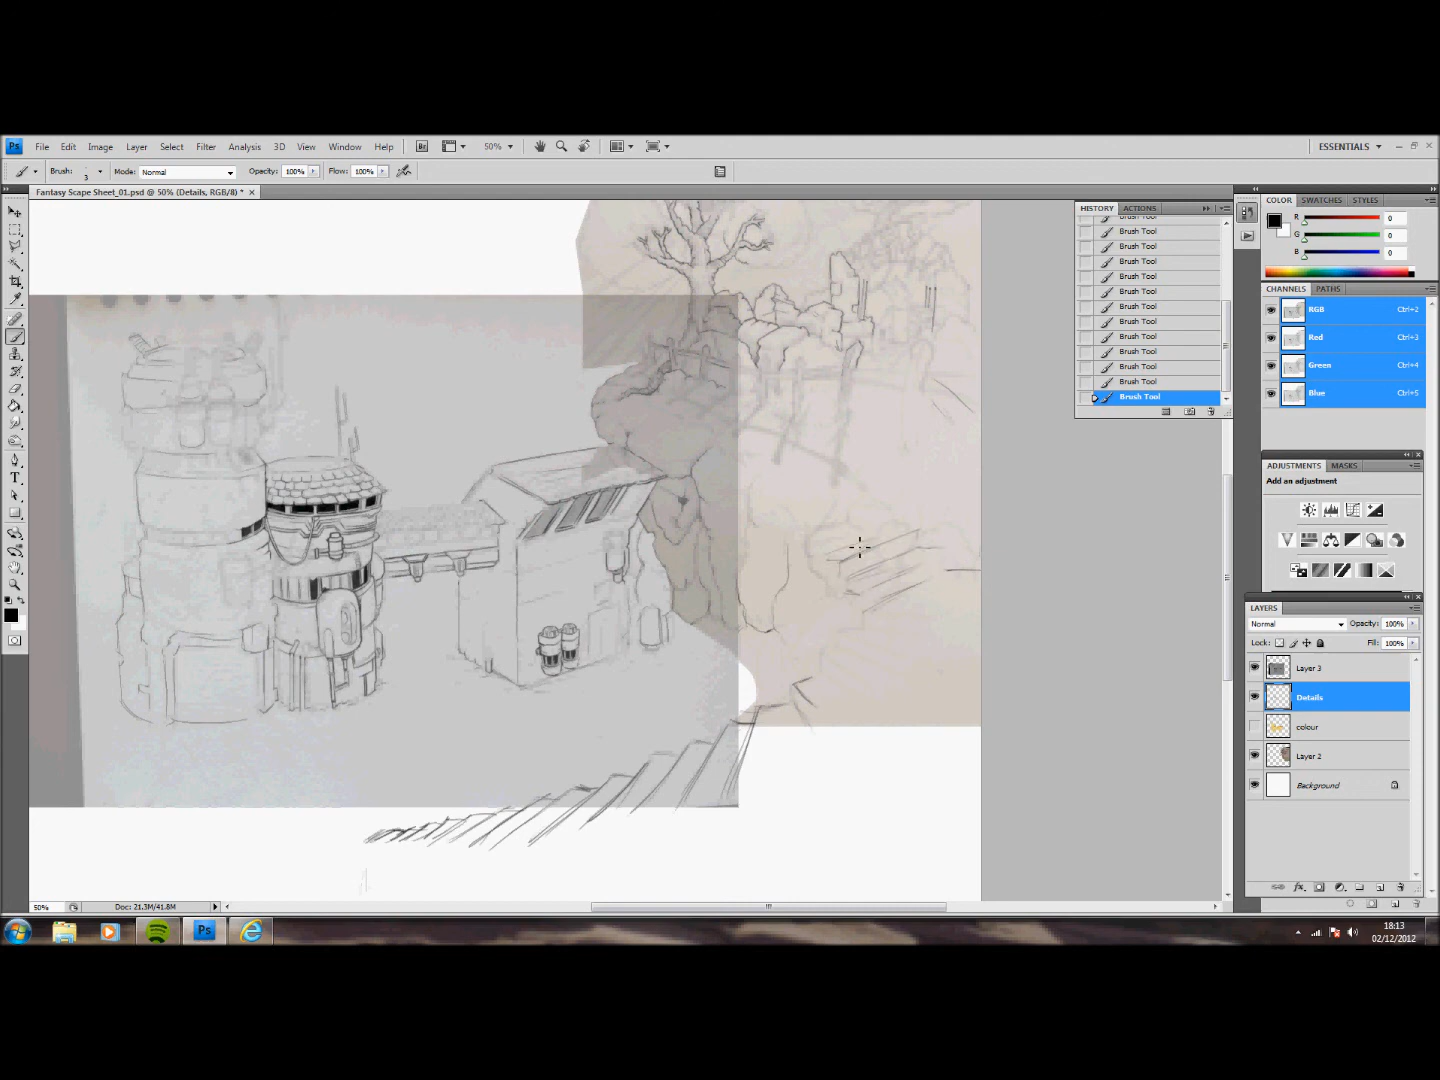 Ps File Edit Image Layer Select Filter Analysis 3D View Window Help Br 50% ESSENTIALS
Brush: 3 Mode: Normal Opacity: 100% Flow: 100%
Fantasy Scape Sheet_01.psd @ 50% (Details, RGB/8) *
HISTORY ACTIONS
Brush Tool
Brush Tool
Brush Tool
Brush Tool
Brush Tool
Brush Tool
Brush Tool
Brush Tool
Brush Tool
Brush Tool
Brush Tool
Brush Tool
Brush Tool
COLOR SWATCHES STYLES
R 0
G 0
B 0
CHANNELS PATHS
RGB Ctrl+2
Red Ctrl+3
Green Ctrl+4
Blue Ctrl+5
ADJUSTMENTS MASKS
Add an adjustment
LAYERS
Normal Opacity: 100%
Lock: Fill: 100%
Layer 3
Details
colour
Layer 2
Background
50% Doc: 21.3M/41.8M
Ps
18:13
02/12/2012